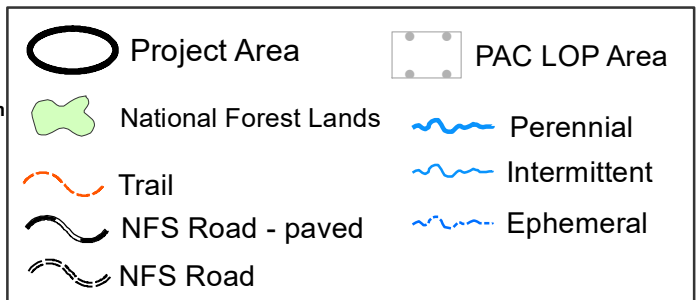 Project Area
National Forest Lands
Trail
NFS Road - paved
NFS Road
PAC LOP Area
Perennial
Intermittent
Ephemeral